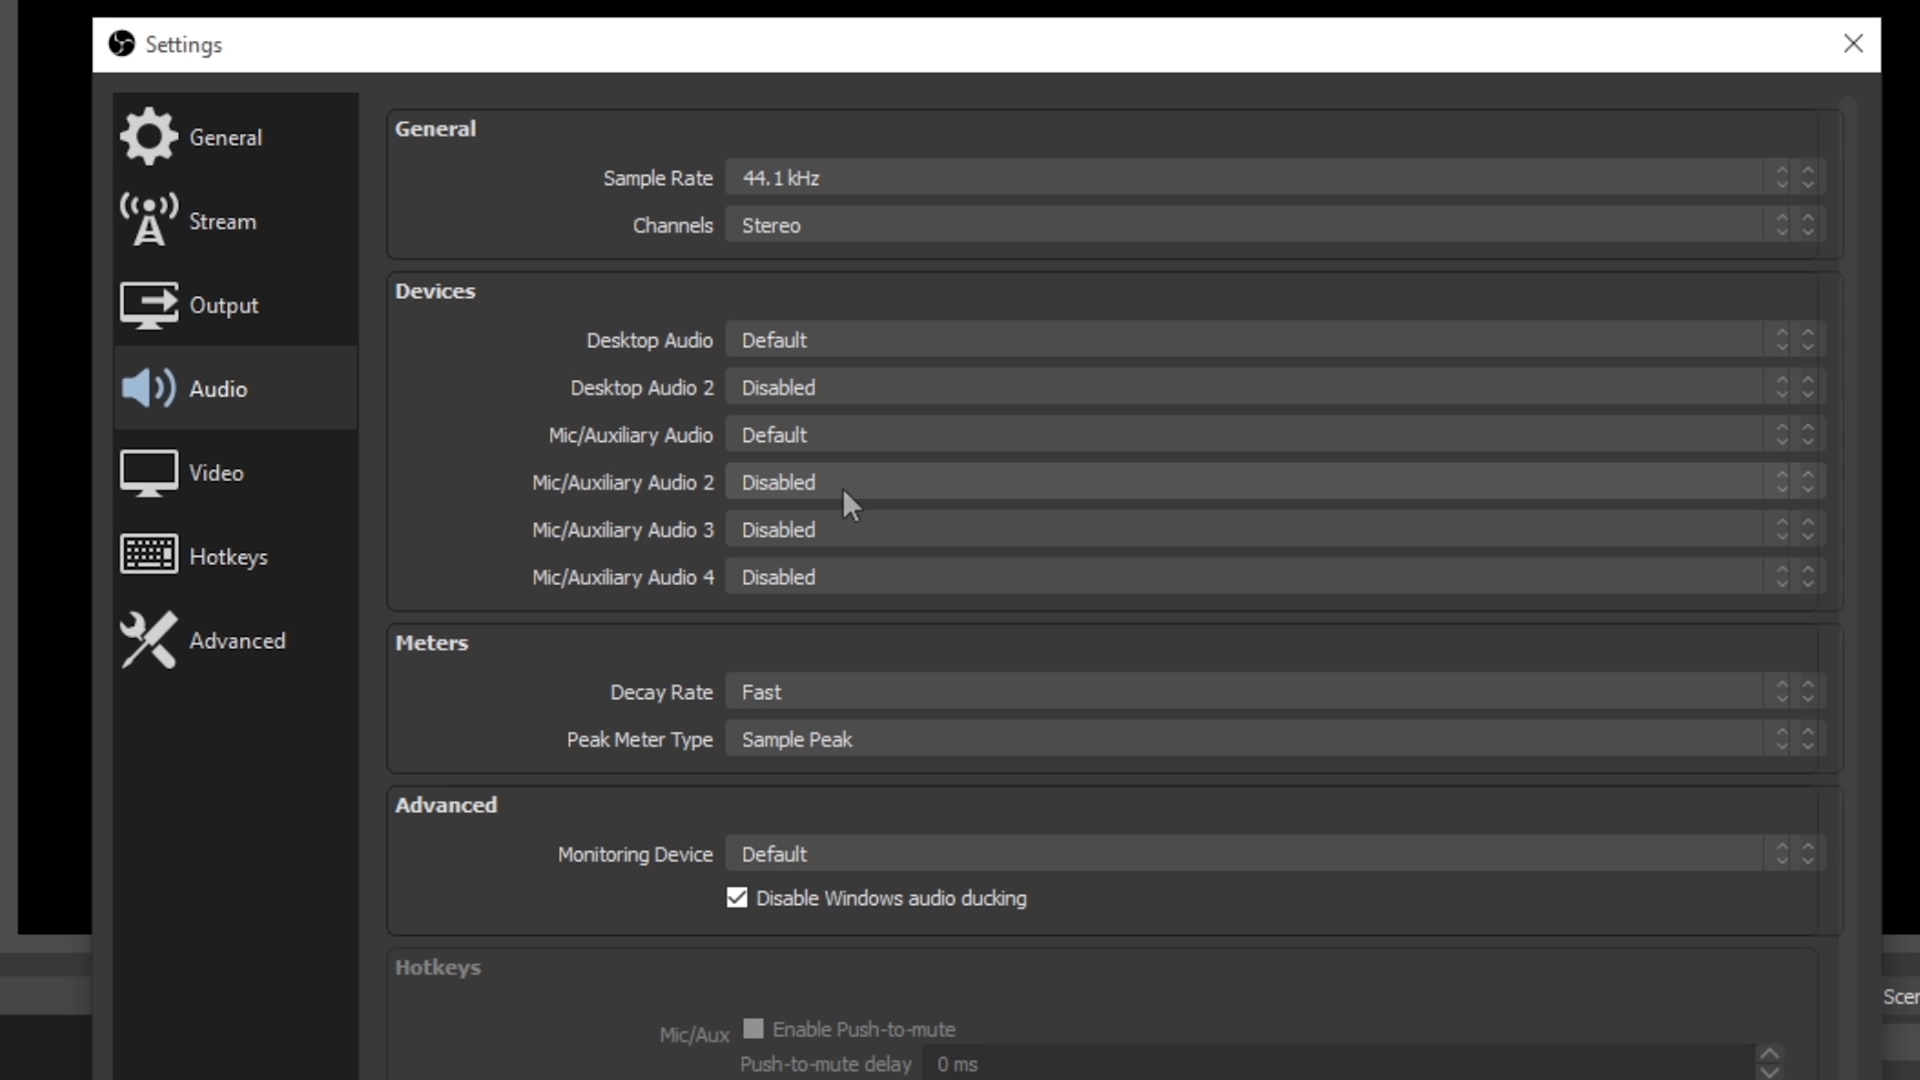 Settings
General
Stream
Output
Audio
Video
Hotkeys
Advanced
General
Sample Rate 44.1 kHz
Channels Stereo
Devices
Desktop Audio Default
Desktop Audio 2 Disabled
Mic/Auxiliary Audio Default
Mic/Auxiliary Audio 2 Disabled
Mic/Auxiliary Audio 3 Disabled
Mic/Auxiliary Audio 4 Disabled
Meters
Decay Rate Fast
Peak Meter Type Sample Peak
Advanced
Monitoring Device Default
Disable Windows audio ducking
Hotkeys
Mic/Aux Enable Push-to-mute
Push-to-mute delay 0 ms